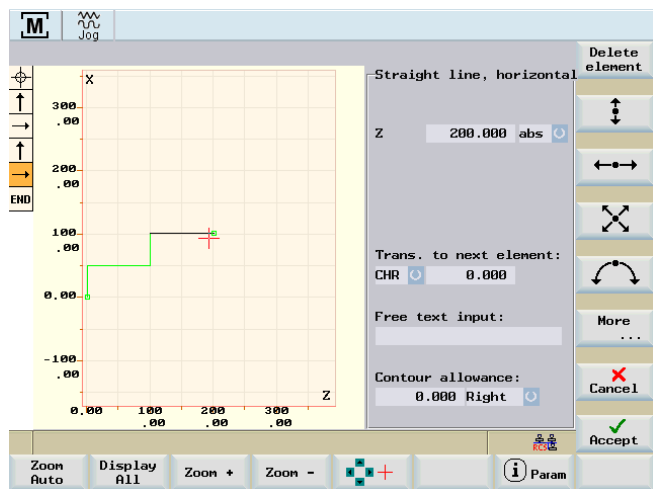 M
Jog
Delete
element
Straight line, horizontal
X
300
.00
Z 200.000 abs
200
.00
END
100
.00
Trans. to next element:
CHR 0.000
0.00
Free text input:
More
...
-100
.00
Contour allowance:
Z
Cancel
0.000 Right
0.00 100 200 300
.00 .00 .00
RCS
Accept
Zoom
Auto
Display
All
Zoom +
Zoom -
i Param